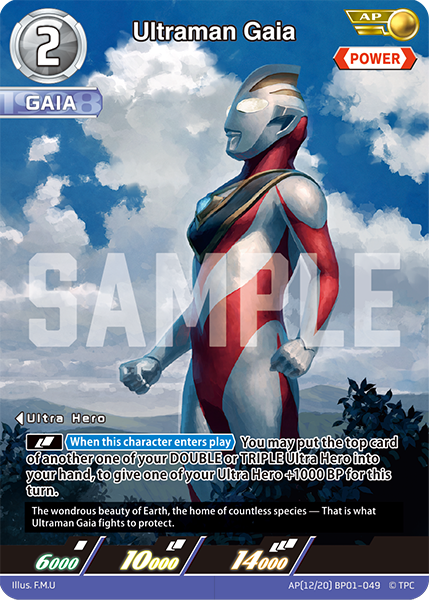 2
Ultraman Gaia
AP
POWER
1998
GAIA
SAMPLE
Ultra Hero
When this character enters play You may put the top card
of another one of your DOUBLE or TRIPLE Ultra Hero into
your hand, to give one of your Ultra Hero +1000 BP for this
turn.
The wondrous beauty of Earth, the home of countless species — That is what
Ultraman Gaia fights to protect.
6000 10000 14000
Illus. F.M.U AP(12/20) BP01-049 © TPC